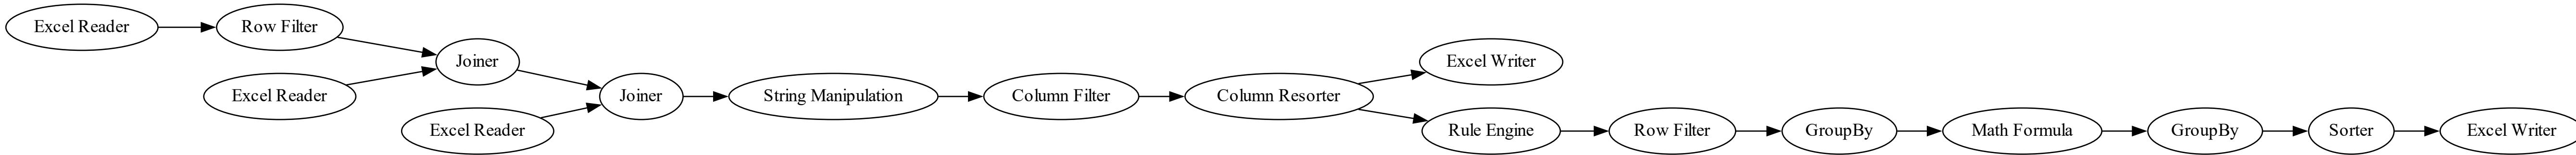 Excel Reader
Row Filter
Joiner
Excel Reader
Joiner
Excel Reader
String Manipulation
Column Filter
Column Resorter
Excel Writer
Rule Engine
Row Filter
GroupBy
Math Formula
GroupBy
Sorter
Excel Writer